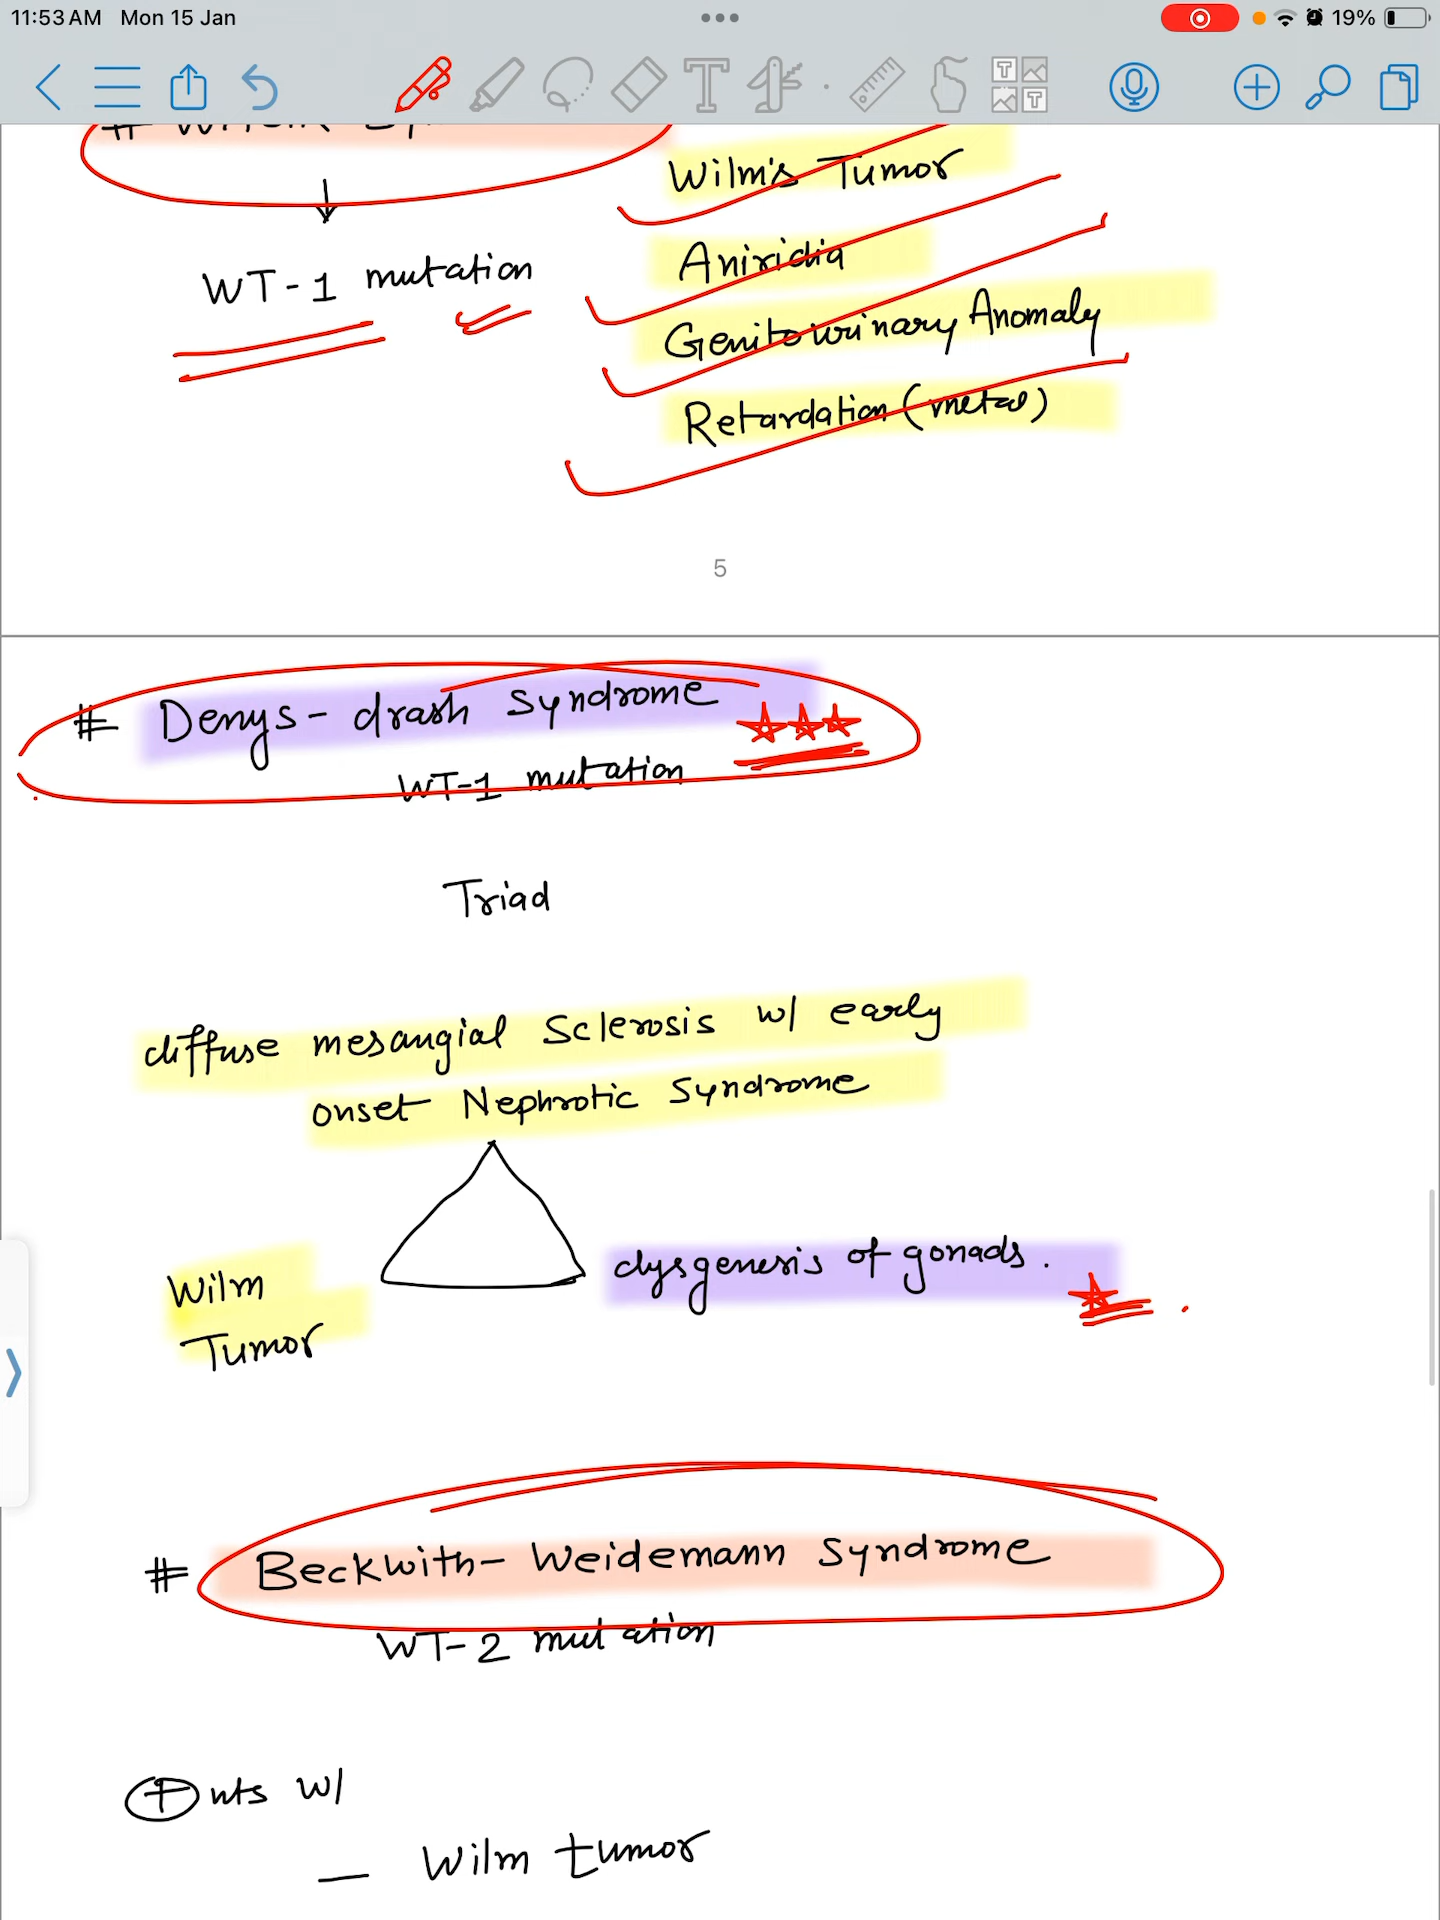 11:53 AM Mon 15 Jan
19%
Wilm's Tumor
WT-1 mutation
Aniridia
Genitourinary Anomaly
Retardation (metal)
5
# Denys-drash Syndrome
WT-1 mutation
Triad
diffuse mesangial Sclerosis w/ early
onset Nephrotic Syndrome
Wilm
Tumor
dysgenesis of gonads.
# Beckwith-Weidemann Syndrome
WT-2 mutation
nts w/
— Wilm tumor